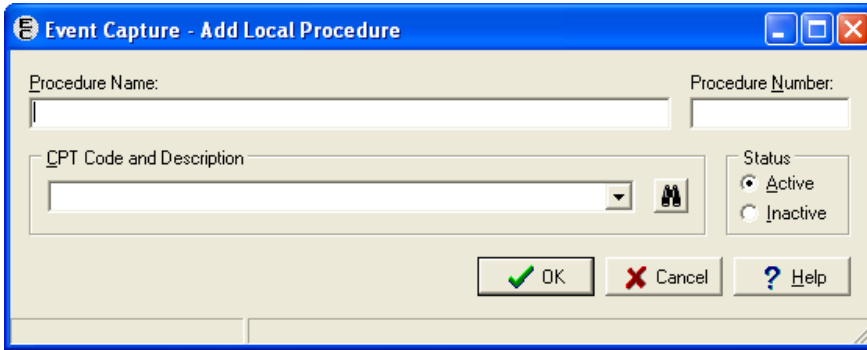 Event Capture - Add Local Procedure
Procedure Name:
Procedure Number:
CPT Code and Description
Status
Active
Inactive
OK
Cancel
? Help